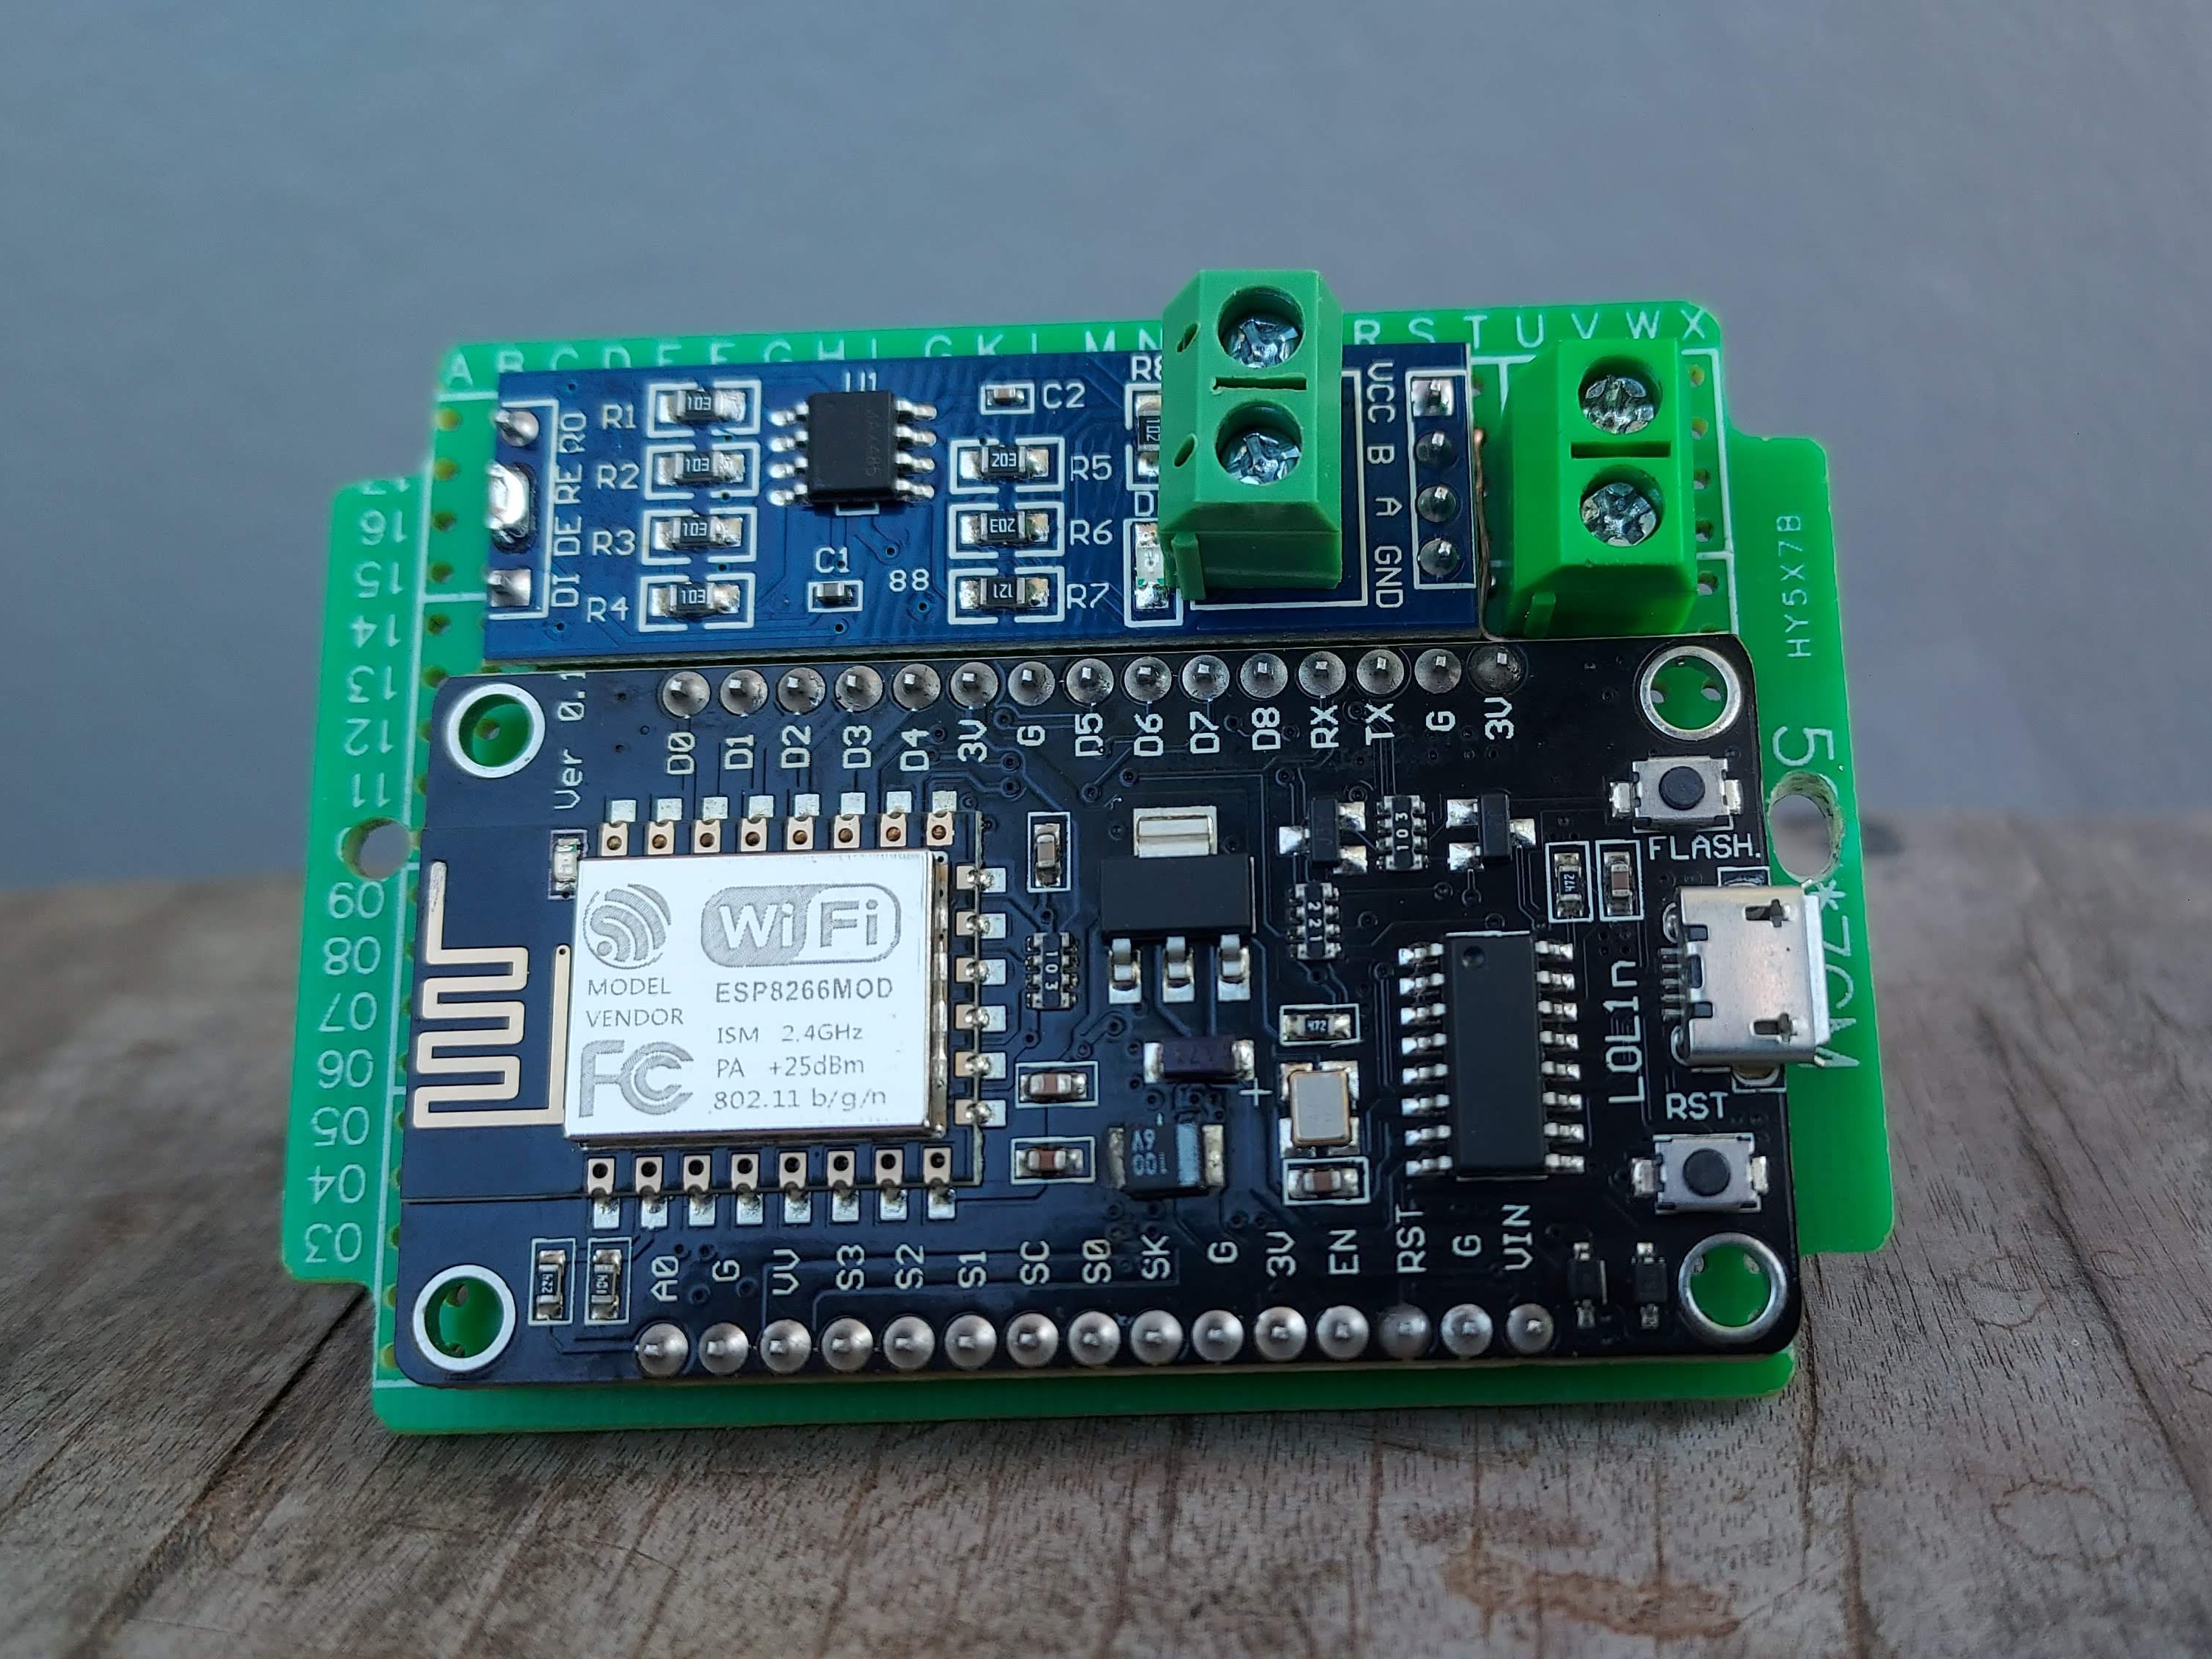 A B C D E F G H I G K L M N R S T U V W X
16
15
14
13
12
11
09
08
07
06
05
04
03
HY5X7B
DI DE RE RO
R1
R2
R3
R4
103
103
103
103
U1
C1
C2
88
203
203
121
R5
R6
R7
R8
102
D
VCC
B
A
GND
Ver 0.1
D0 D1 D2 D3 D4 3V G D5 D6 D7 D8 RX TX G 3V
WiFi
MODEL
VENDOR
ESP8266MOD
ISM 2.4GHz
PA +25dBm
802.11 b/g/n
FC
103
103
221
472
472
FLASH.
LOL1n
RST
+
224
104
A0 G VV S3 S2 S1 SC S0 SK G 3V EN RST G VIN